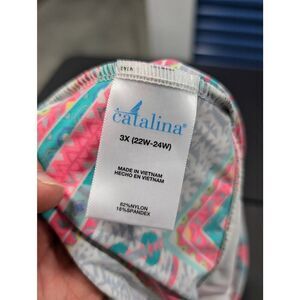 catalina®
3X (22W-24W)
MADE IN VIETNAM
HECHO EN VIETNAM
82%NYLON
18%SPANDEX